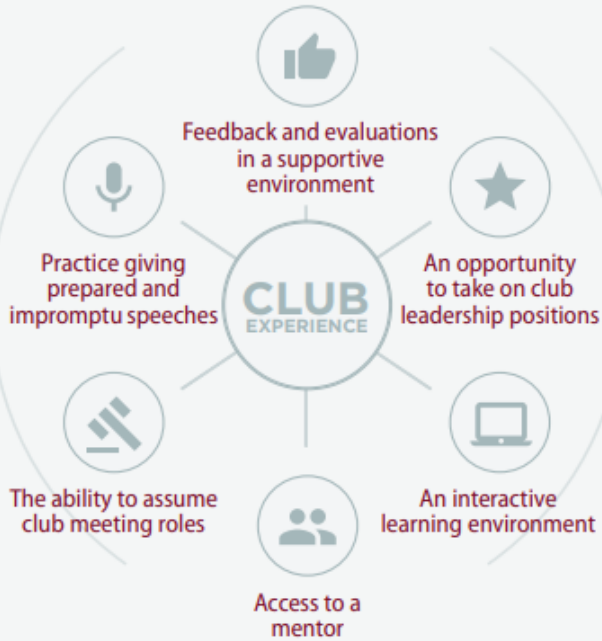 Feedback and evaluations
in a supportive
environment
Practice giving
prepared and
impromptu speeches
CLUB
EXPERIENCE
An opportunity
to take on club
leadership positions
The ability to assume
club meeting roles
An interactive
learning environment
Access to a
mentor